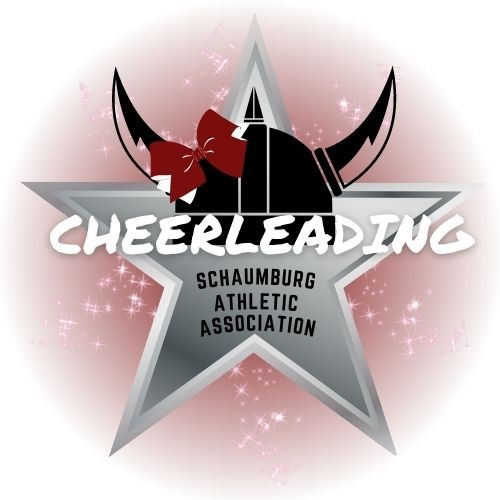 CHEERLEADING
SCHAUMBURG
ATHLETIC
ASSOCIATION